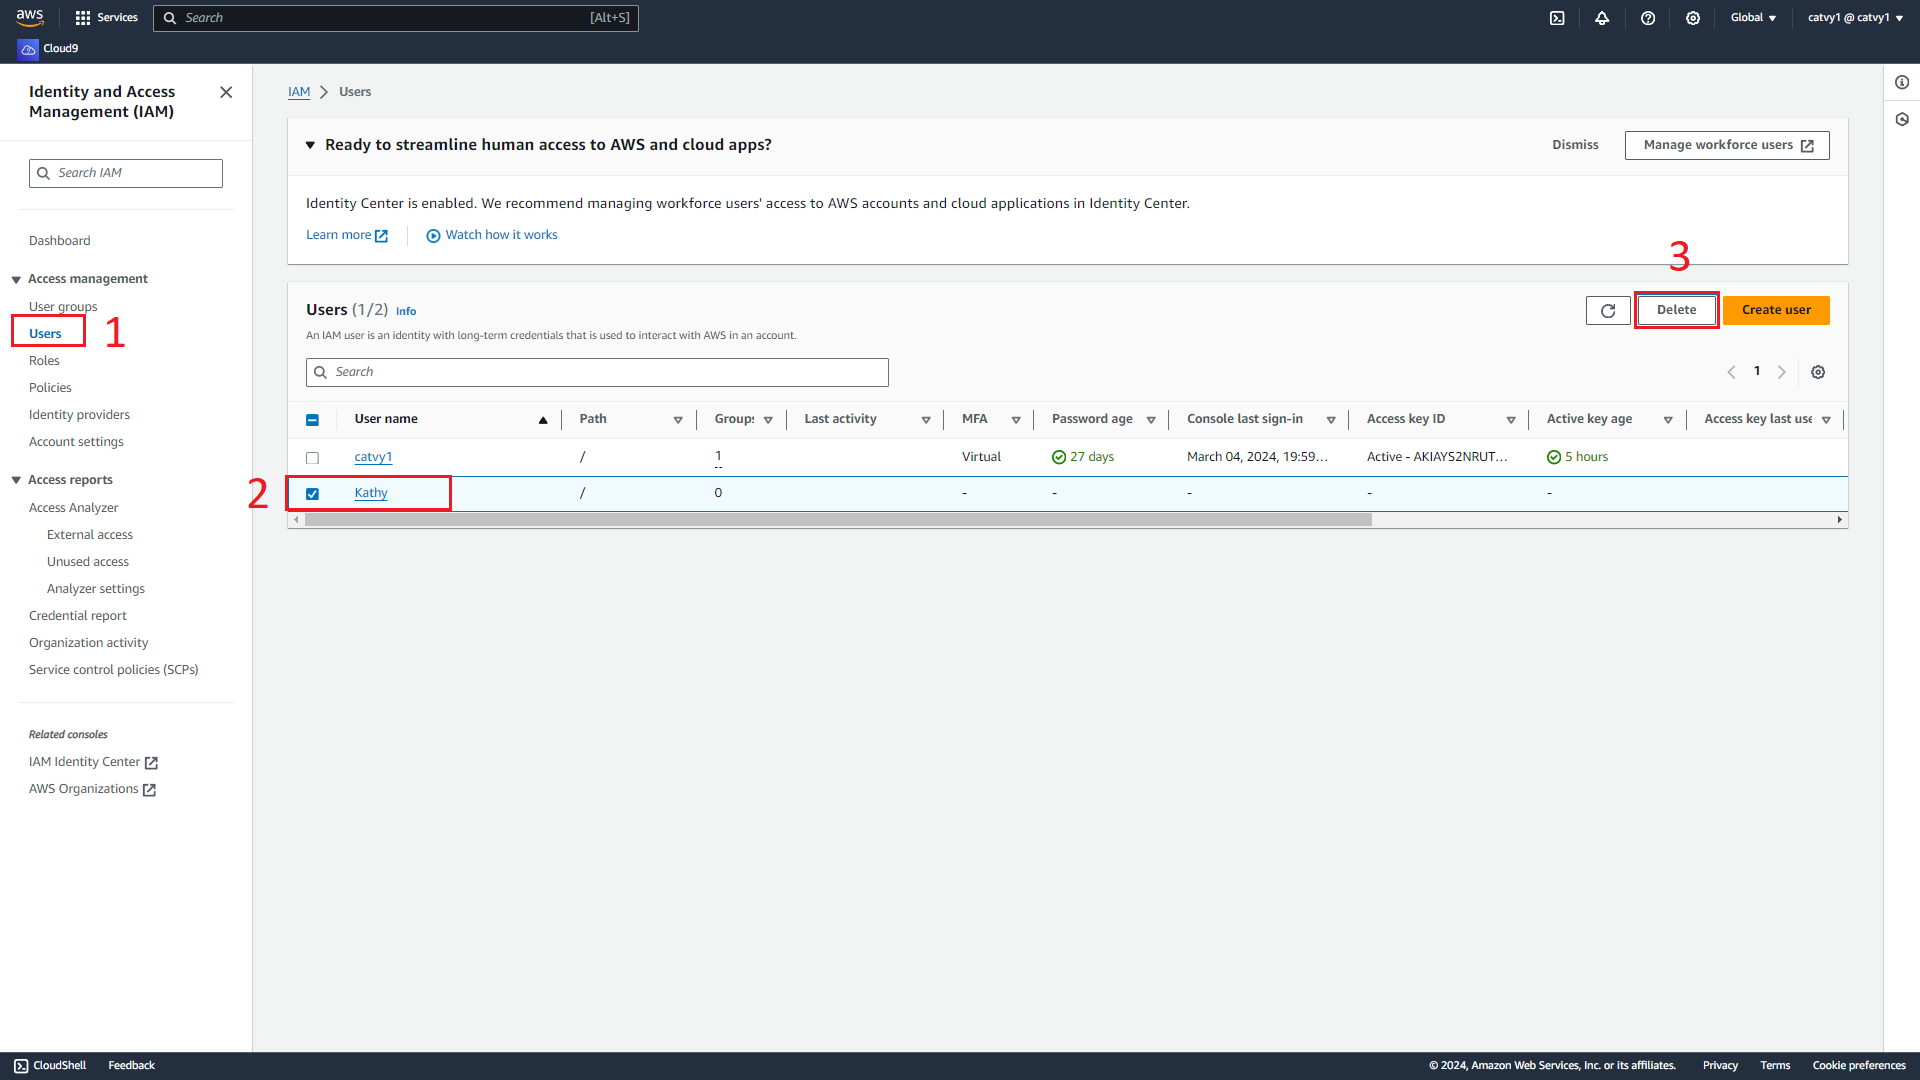 aws
Services
Search
[Alt+S]
Global
catvy1 @ catvy1
Cloud9
Identity and Access
Management (IAM)
Search IAM
Dashboard
Access management
User groups
Users
1
Roles
Policies
Identity providers
Account settings
Access reports
Access Analyzer
External access
Unused access
Analyzer settings
Credential report
Organization activity
Service control policies (SCPs)
Related consoles
IAM Identity Center
AWS Organizations
IAM > Users
Ready to streamline human access to AWS and cloud apps?
Dismiss
Manage workforce users
Identity Center is enabled. We recommend managing workforce users' access to AWS accounts and cloud applications in Identity Center.
Learn more
Watch how it works
3
Users (1/2) Info
Delete
Create user
An IAM user is an identity with long-term credentials that is used to interact with AWS in an account.
Search
1
User name Path Groups Last activity MFA Password age Console last sign-in Access key ID Active key age Access key last use
catvy1 / 1 Virtual 27 days March 04, 2024, 19:59... Active - AKIAYS2NRUT... 5 hours
2
Kathy / 0 - - - - -
CloudShell
Feedback
© 2024, Amazon Web Services, Inc. or its affiliates.
Privacy
Terms
Cookie preferences